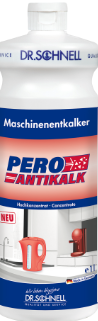 DR.SCHNELL
Maschinenentkalker
PERO
ANTIKALK
Hochkonzentrat · Concentrate
NEU
DR.SCHNELL